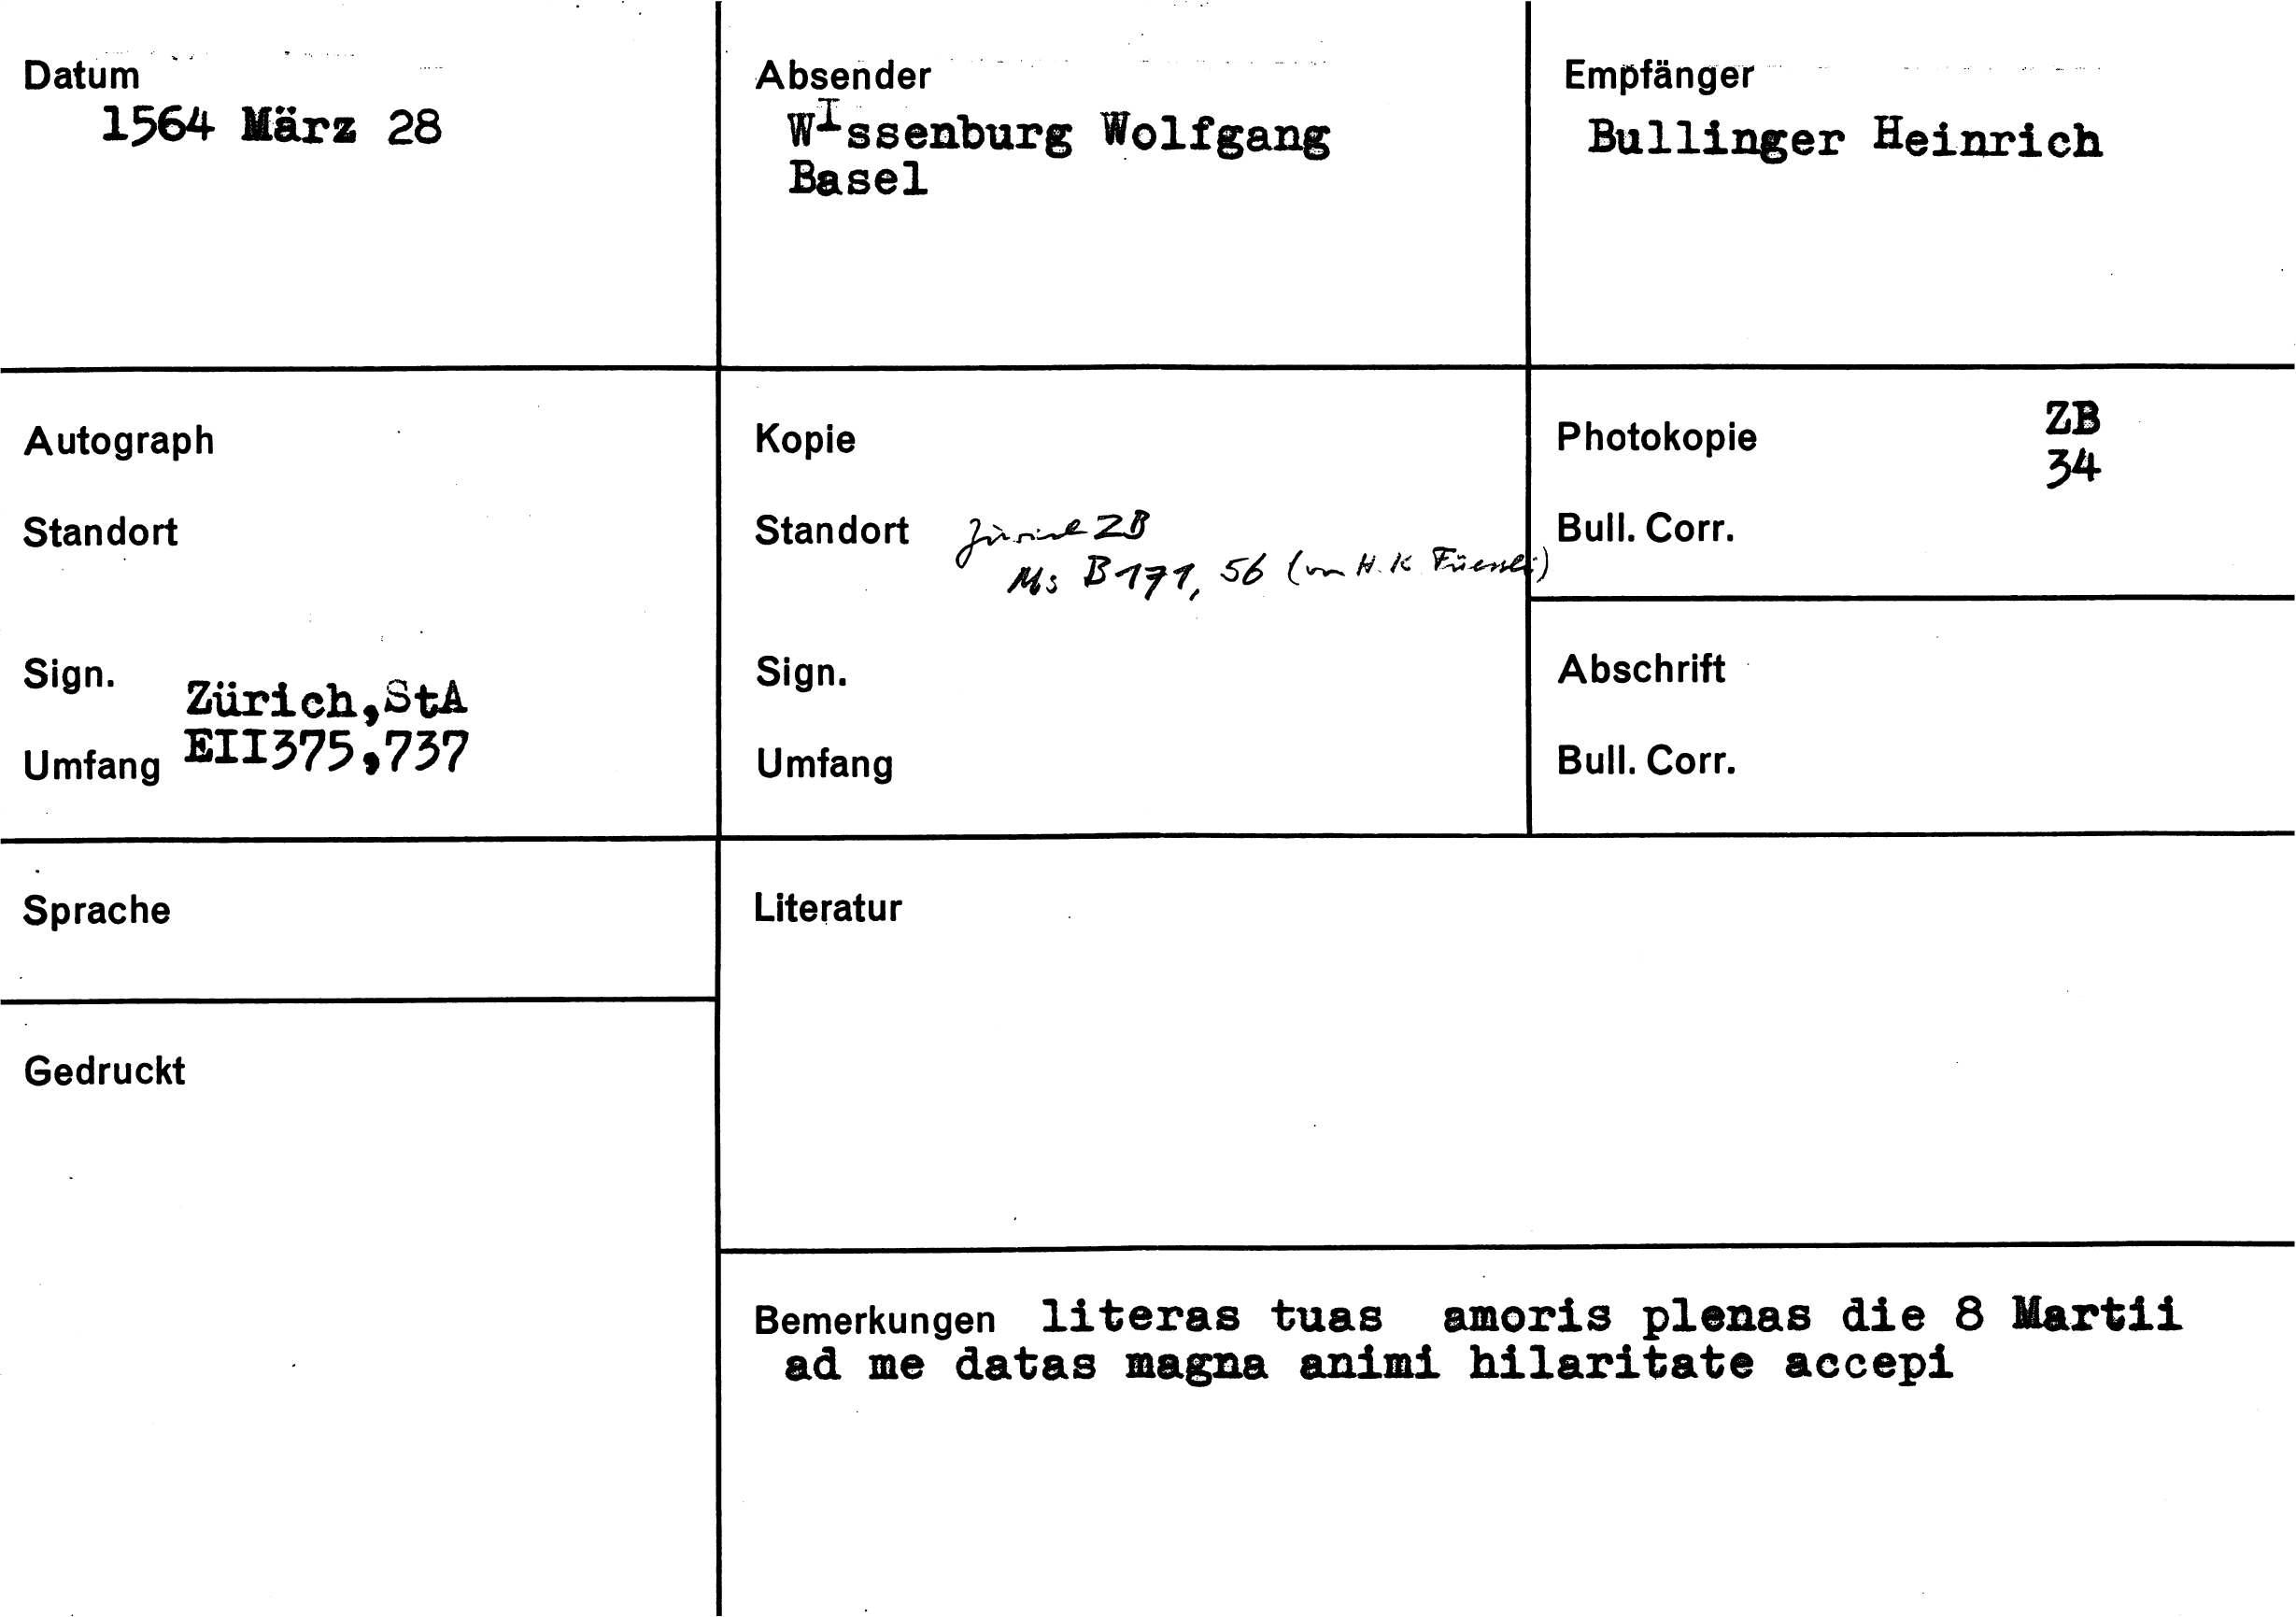 Datum
1564 März 28
Absender
WIssenburg Wolfgang
Basel
Empfänger
Bullinger Heinrich
Autograph
Standort
Sign.
Zürich,StA
Umfang EII375,737
Kopie
Standort Zürich ZB
Ms B 171, 56 (von H. K. Füessli)
Sign.
Umfang
Photokopie ZB
34
Bull. Corr.
Abschrift
Bull. Corr.
Sprache
Gedruckt
Literatur
Bemerkungen literas tuas amoris plenas die 8 Martii
ad me datas magna animi hilaritate accepi